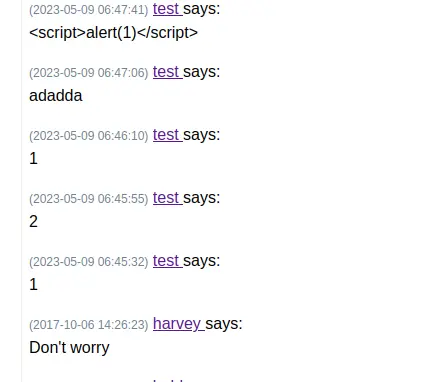 (2023-05-09 06:47:41) test says:
<script>alert(1)</script>
(2023-05-09 06:47:06) test says:
adadda
(2023-05-09 06:46:10) test says:
1
(2023-05-09 06:45:55) test says:
2
(2023-05-09 06:45:32) test says:
1
(2017-10-06 14:26:23) harvey says:
Don't worry